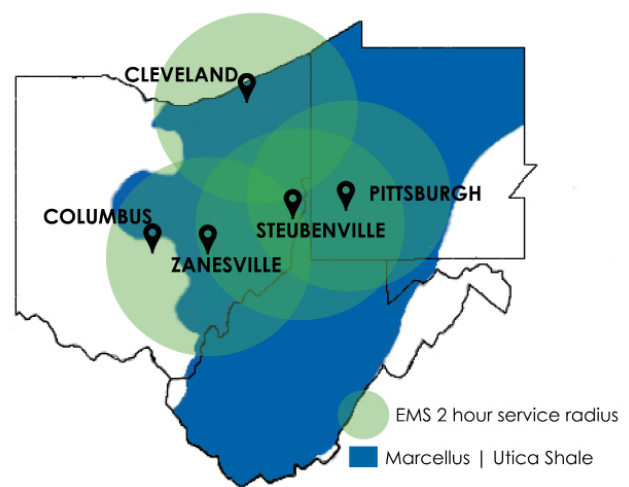 CLEVELAND
PITTSBURGH
COLUMBUS
STEUBENVILLE
ZANESVILLE
EMS 2 hour service radius
Marcellus | Utica Shale